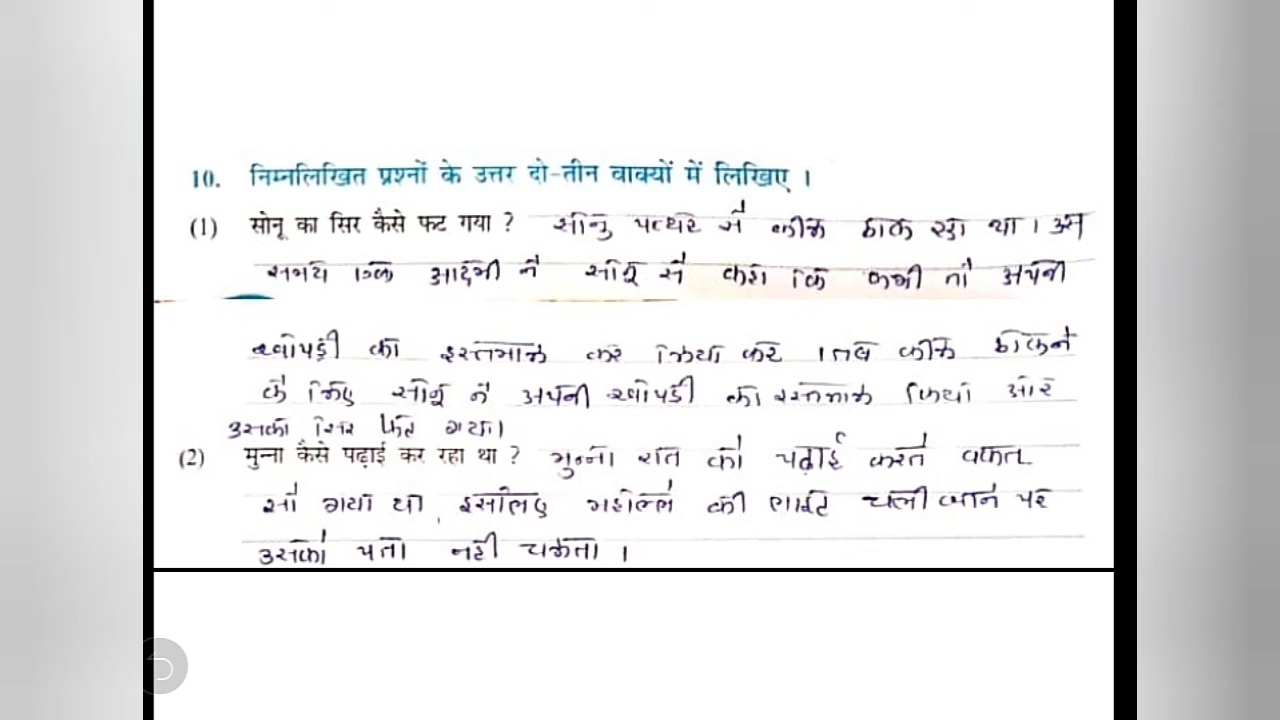 10. निम्नलिखित प्रश्नों के उत्तर दो-तीन वाक्यों में लिखिए ।
(1) सोनू का सिर कैसे फट गया ? सोनु पत्थर से कील ठोक रहा था । उस
समय एक आदमी ने सोनू से कहा कि कभी तो अपनी
खोपड़ी का इस्तमाल कर लिया कर । तब कील ठोकने
के लिए सोनू ने अपनी खोपडी का इस्तमाल किया और
उसका सिर फट गया।
(2) मुन्ना कैसे पढ़ाई कर रहा था ? मुन्ना रात को पढ़ाई करते वक्त
सो गया था, इसलिए महोल्ले की लाईट चली जाने पर
उसको पता नही चलता ।